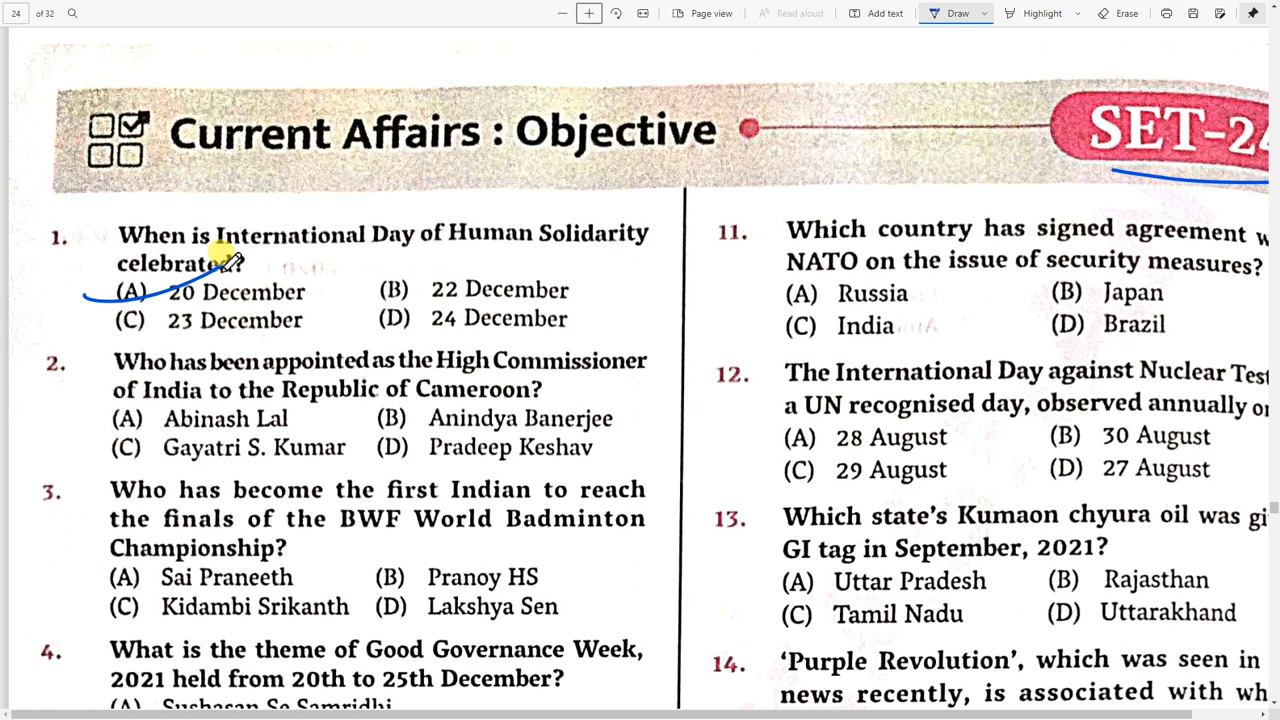 24 of 32 Page view Read aloud Add text Draw Highlight Erase
Current Affairs : Objective
SET-24
1. When is International Day of Human Solidarity
celebrated?
(A) 20 December (B) 22 December
(C) 23 December (D) 24 December
2. Who has been appointed as the High Commissioner
of India to the Republic of Cameroon?
(A) Abinash Lal (B) Anindya Banerjee
(C) Gayatri S. Kumar (D) Pradeep Keshav
3. Who has become the first Indian to reach
the finals of the BWF World Badminton
Championship?
(A) Sai Praneeth (B) Pranoy HS
(C) Kidambi Srikanth (D) Lakshya Sen
4. What is the theme of Good Governance Week,
2021 held from 20th to 25th December?
(A) Sushasan Se Samridhi
11. Which country has signed agreement w
NATO on the issue of security measures?
(A) Russia (B) Japan
(C) India (D) Brazil
12. The International Day against Nuclear Test
a UN recognised day, observed annually on
(A) 28 August (B) 30 August
(C) 29 August (D) 27 August
13. Which state's Kumaon chyura oil was gi
GI tag in September, 2021?
(A) Uttar Pradesh (B) Rajasthan
(C) Tamil Nadu (D) Uttarakhand
14. 'Purple Revolution', which was seen in
news recently, is associated with wh